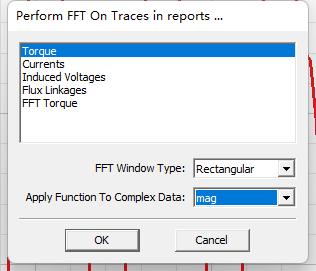 Perform FFT On Traces in reports ...
Torque
Currents
Induced Voltages
Flux Linkages
FFT Torque
FFT Window Type: Rectangular
Apply Function To Complex Data: mag
OK Cancel